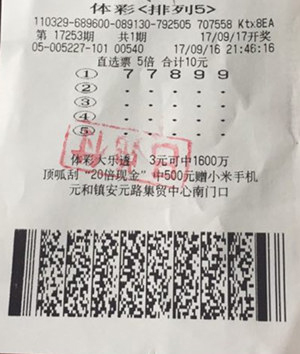 体彩<排列5>
110329-689600-089130-792505 707558 Ktx8EA
第 17253期 共1期 17/09/17开奖
05-005227-101 00540 17/09/16 21:46:16
直选票 5倍 合计10元
① 7 7 8 9 9
②
③
④
⑤
体彩大乐透 3元可中1600万
顶呱刮“20倍现金”中500元赠小米手机
元和镇安元路集贸中心南门口